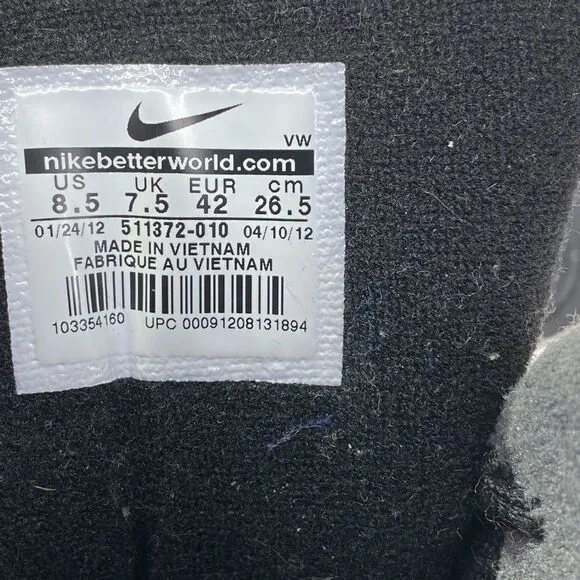 VW
nikebetterworld.com
US UK EUR cm
8.5 7.5 42 26.5
01/24/12 511372-010 04/10/12
MADE IN VIETNAM
FABRIQUE AU VIETNAM
103354160 UPC 00091208131894